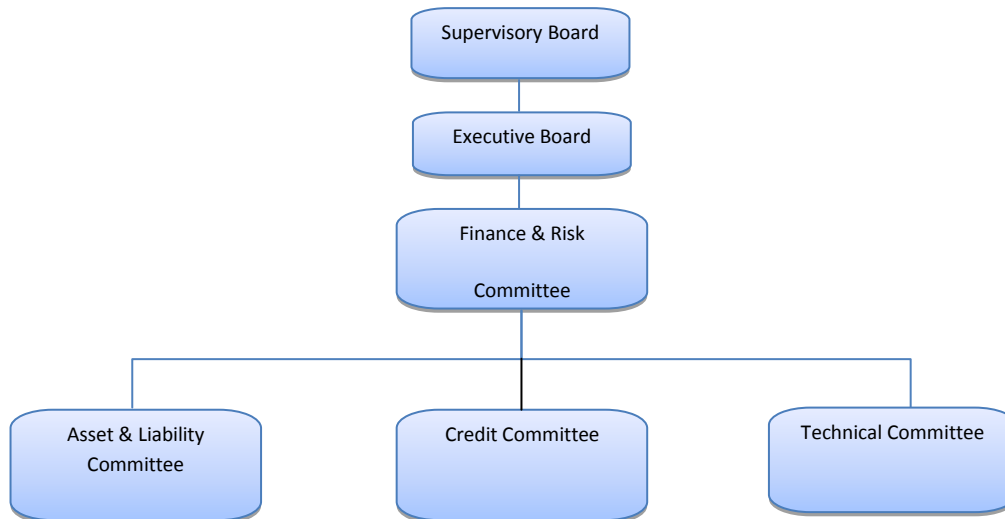 Supervisory Board
Executive Board
Finance & Risk
Committee
Asset & Liability
Committee
Credit Committee
Technical Committee